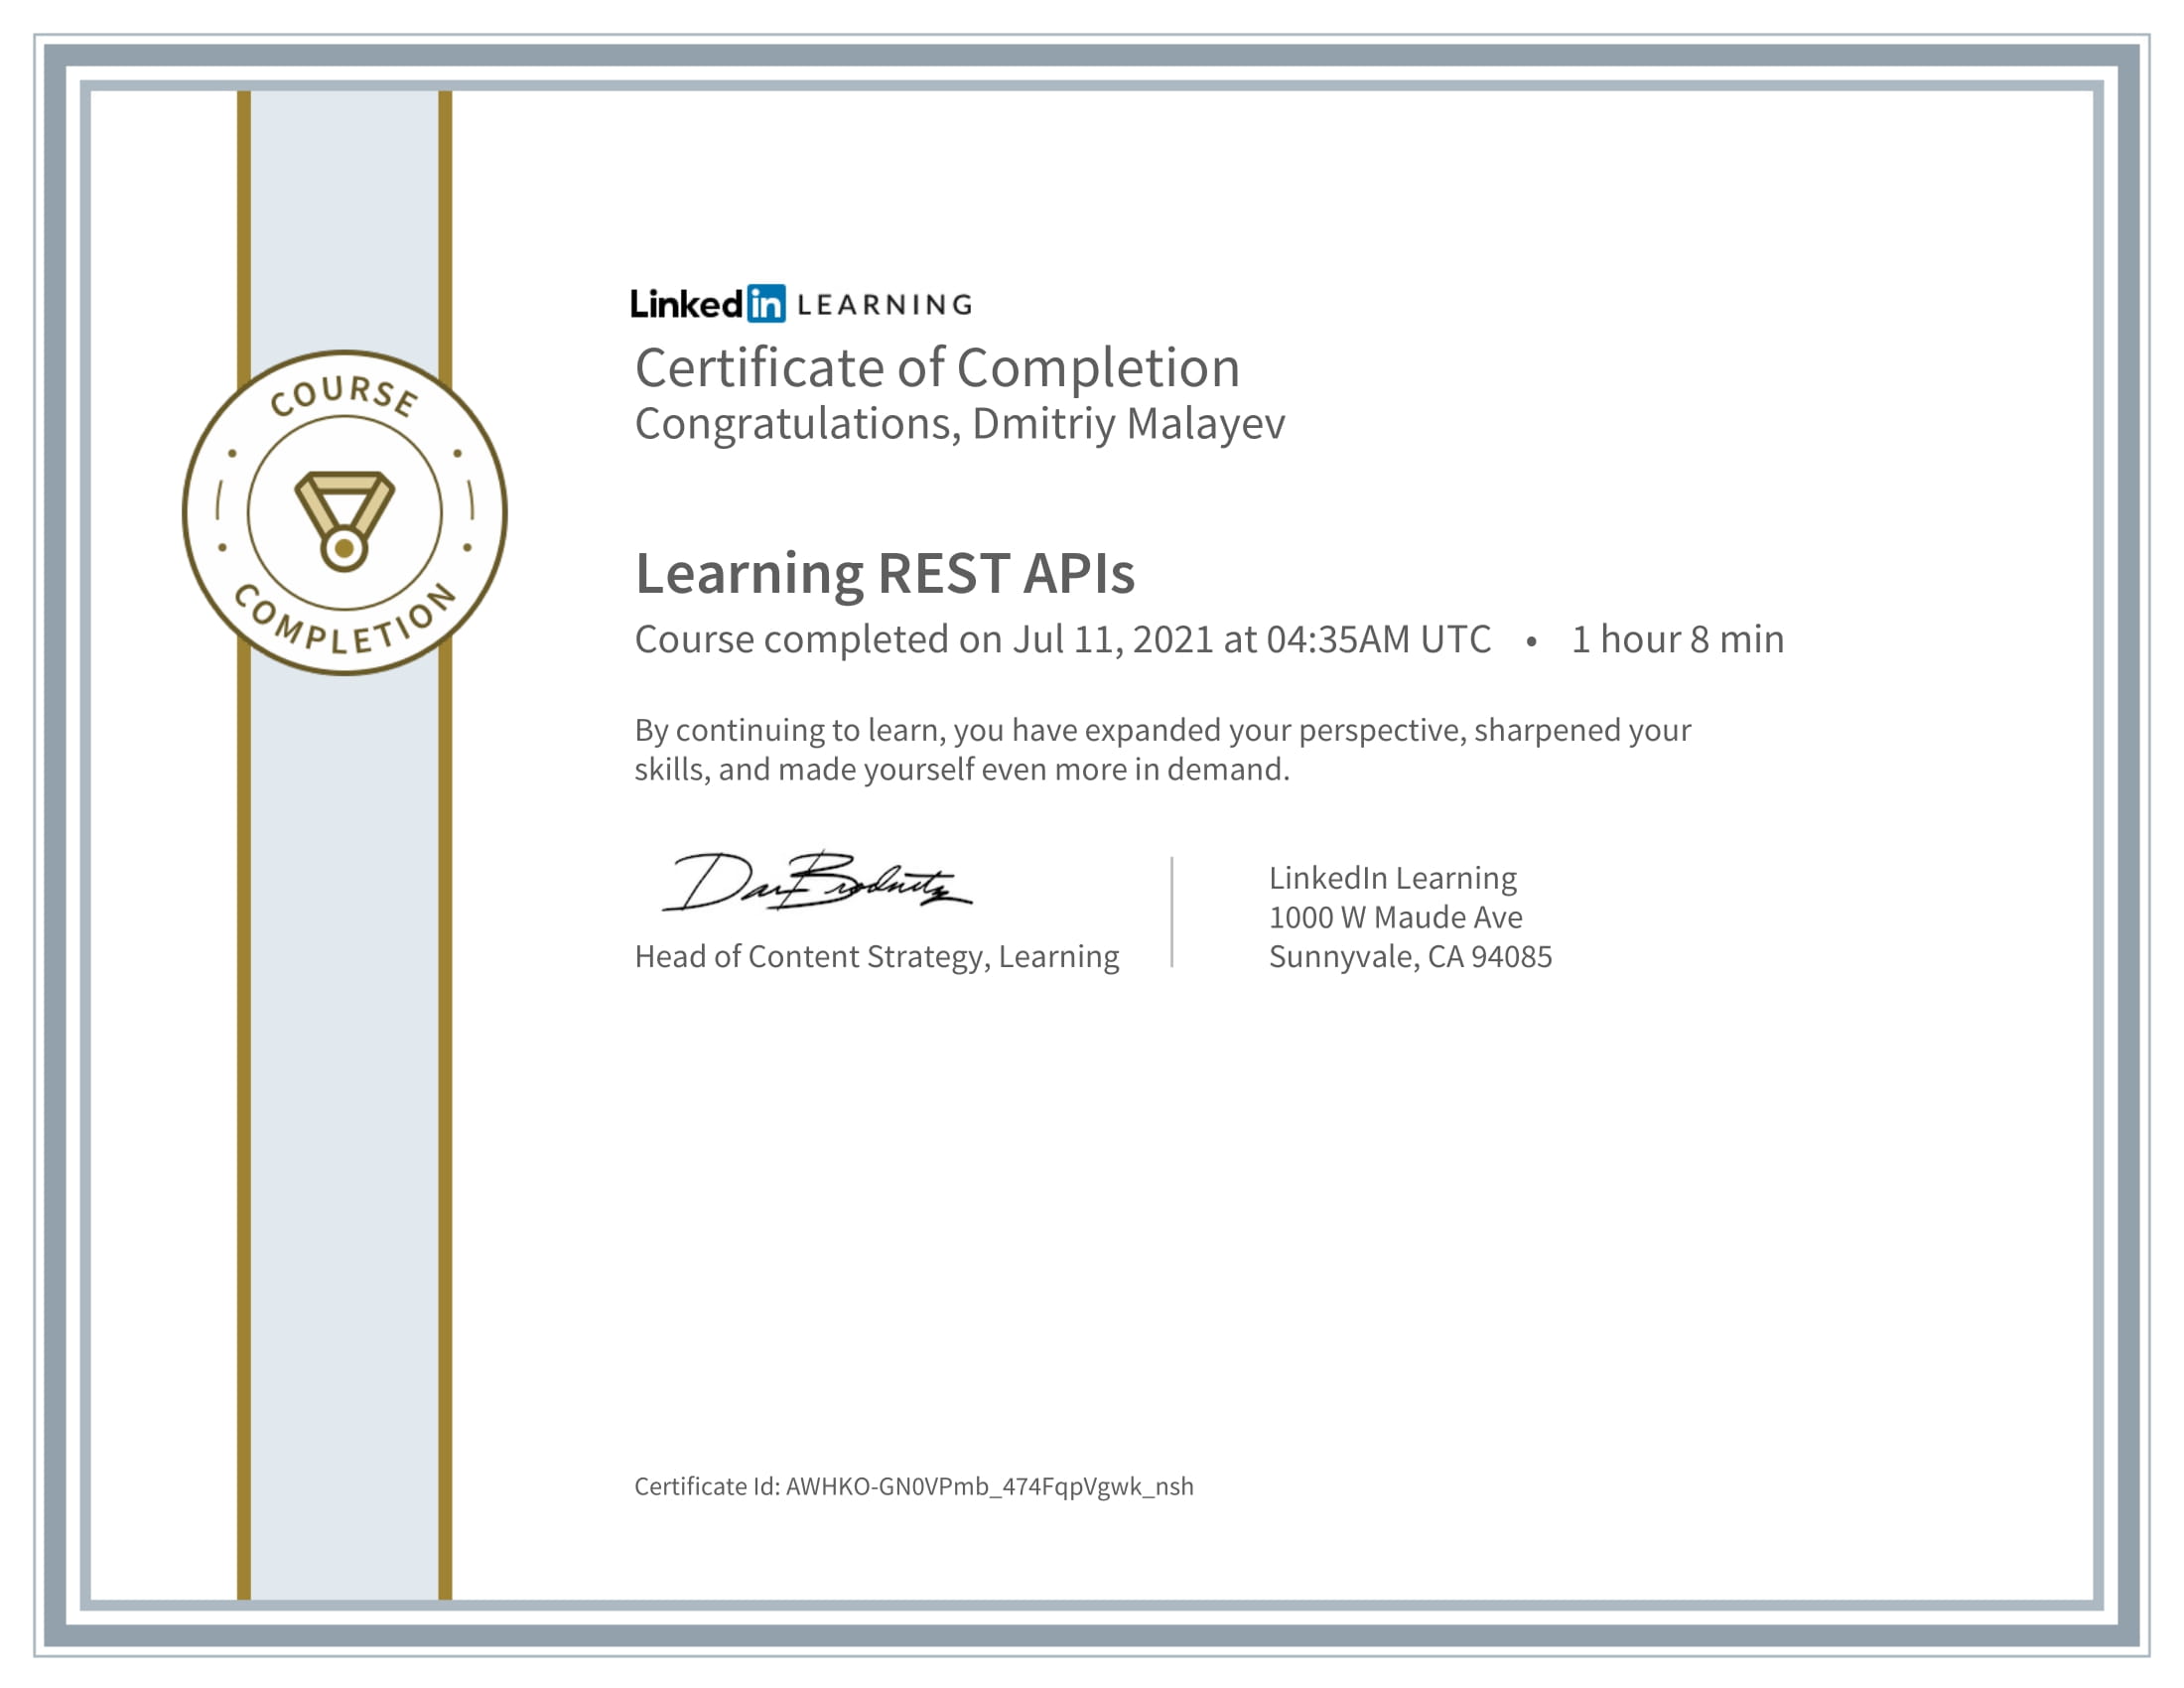 COURSE
COMPLETION
Linkedin LEARNING
Certificate of Completion
Congratulations, Dmitriy Malayev
Learning REST APIs
Course completed on Jul 11, 2021 at 04:35AM UTC • 1 hour 8 min
By continuing to learn, you have expanded your perspective, sharpened your
skills, and made yourself even more in demand.
Head of Content Strategy, Learning
LinkedIn Learning
1000 W Maude Ave
Sunnyvale, CA 94085
Certificate Id: AWHKO-GN0VPmb_474FqpVgwk_nsh